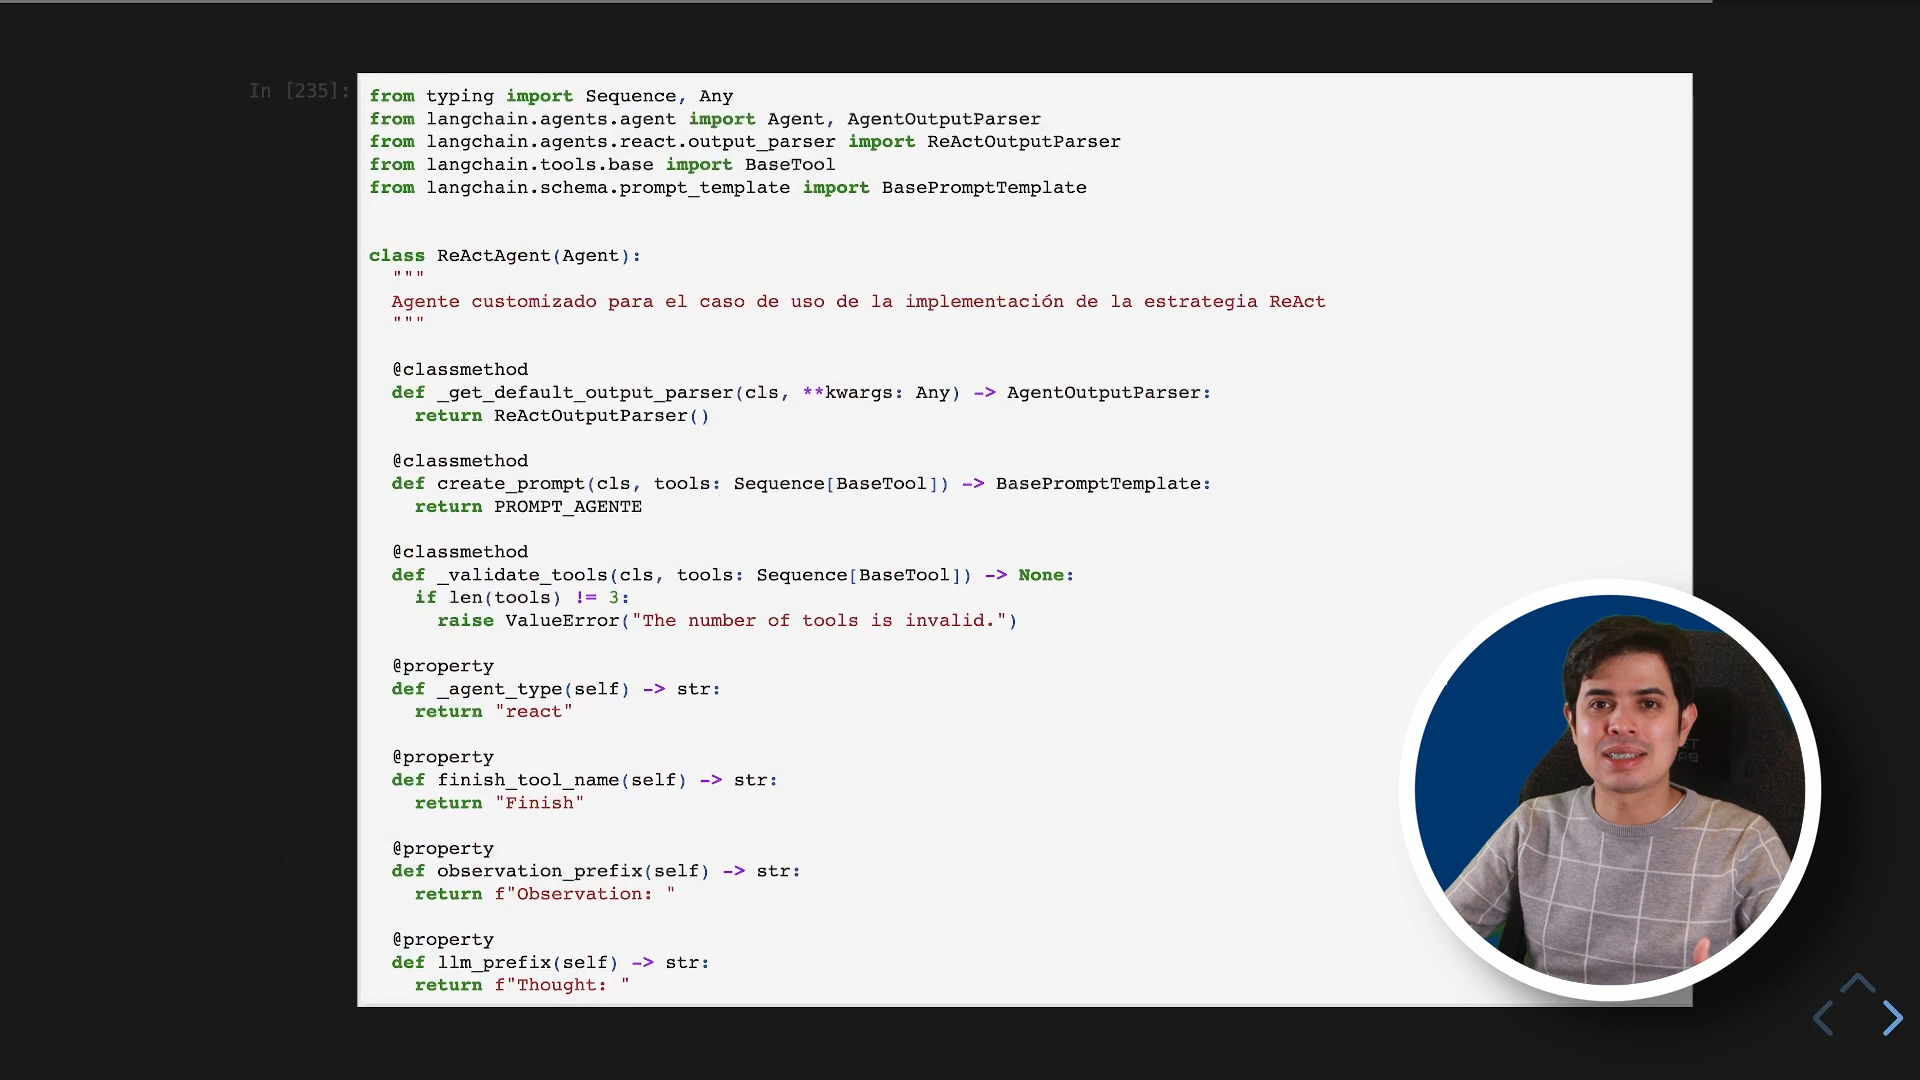 In [235]:
from typing import Sequence, Any
from langchain.agents.agent import Agent, AgentOutputParser
from langchain.agents.react.output_parser import ReActOutputParser
from langchain.tools.base import BaseTool
from langchain.schema.prompt_template import BasePromptTemplate
class ReActAgent(Agent):
"""
Agente customizado para el caso de uso de la implementación de la estrategia ReAct
"""
@classmethod
def _get_default_output_parser(cls, **kwargs: Any) -> AgentOutputParser:
return ReActOutputParser()
@classmethod
def create_prompt(cls, tools: Sequence[BaseTool]) -> BasePromptTemplate:
return PROMPT_AGENTE
@classmethod
def _validate_tools(cls, tools: Sequence[BaseTool]) -> None:
if len(tools) != 3:
raise ValueError("The number of tools is invalid.")
@property
def _agent_type(self) -> str:
return "react"
@property
def finish_tool_name(self) -> str:
return "Finish"
@property
def observation_prefix(self) -> str:
return f"Observation: "
@property
def llm_prefix(self) -> str:
return f"Thought: "